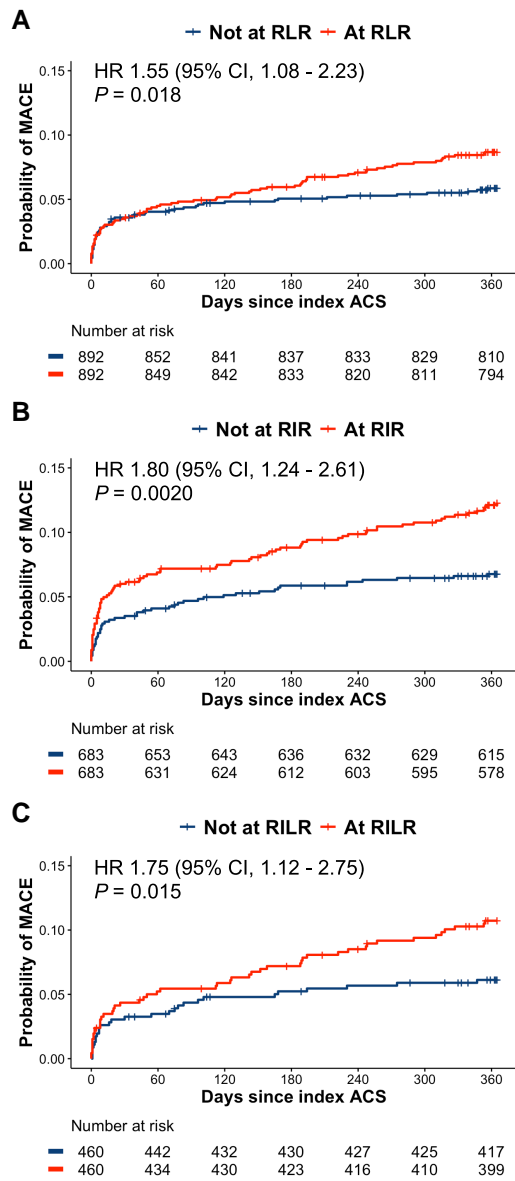 A
Not at RLR At RLR
HR 1.55 (95% CI, 1.08 - 2.23)
P = 0.018
Probability of MACE
0.15
0.10
0.05
0.00
0 60 120 180 240 300 360
Days since index ACS
Number at risk
892 852 841 837 833 829 810
892 849 842 833 820 811 794
B
Not at RIR At RIR
HR 1.80 (95% CI, 1.24 - 2.61)
P = 0.0020
Probability of MACE
0.15
0.10
0.05
0.00
0 60 120 180 240 300 360
Days since index ACS
Number at risk
683 653 643 636 632 629 615
683 631 624 612 603 595 578
C
Not at RILR At RILR
HR 1.75 (95% CI, 1.12 - 2.75)
P = 0.015
Probability of MACE
0.15
0.10
0.05
0.00
0 60 120 180 240 300 360
Days since index ACS
Number at risk
460 442 432 430 427 425 417
460 434 430 423 416 410 399